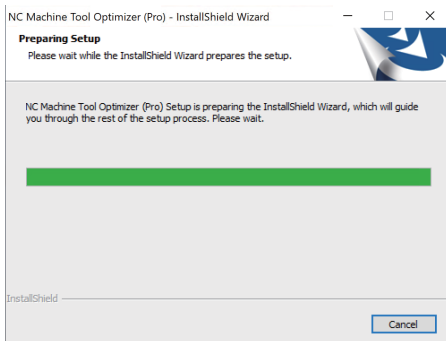 NC Machine Tool Optimizer (Pro) - InstallShield Wizard
Preparing Setup
Please wait while the InstallShield Wizard prepares the setup.
NC Machine Tool Optimizer (Pro) Setup is preparing the InstallShield Wizard, which will guide
you through the rest of the setup process. Please wait.
InstallShield
Cancel